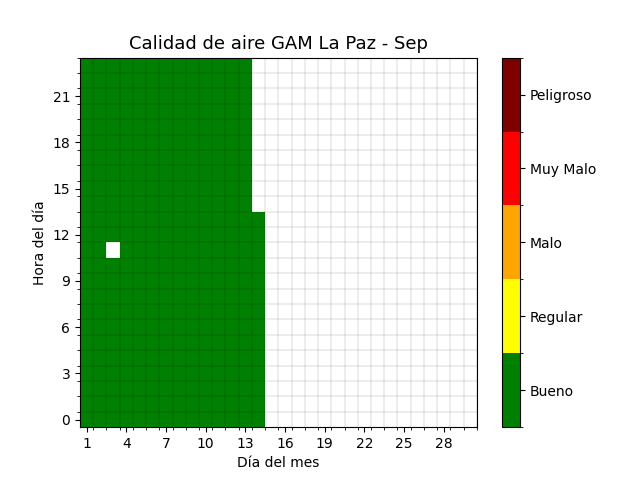 Calidad de aire GAM La Paz - Sep
Hora del día
21
18
15
12
9
6
3
0
1 4 7 10 13 16 19 22 25 28
Día del mes
Peligroso
Muy Malo
Malo
Regular
Bueno